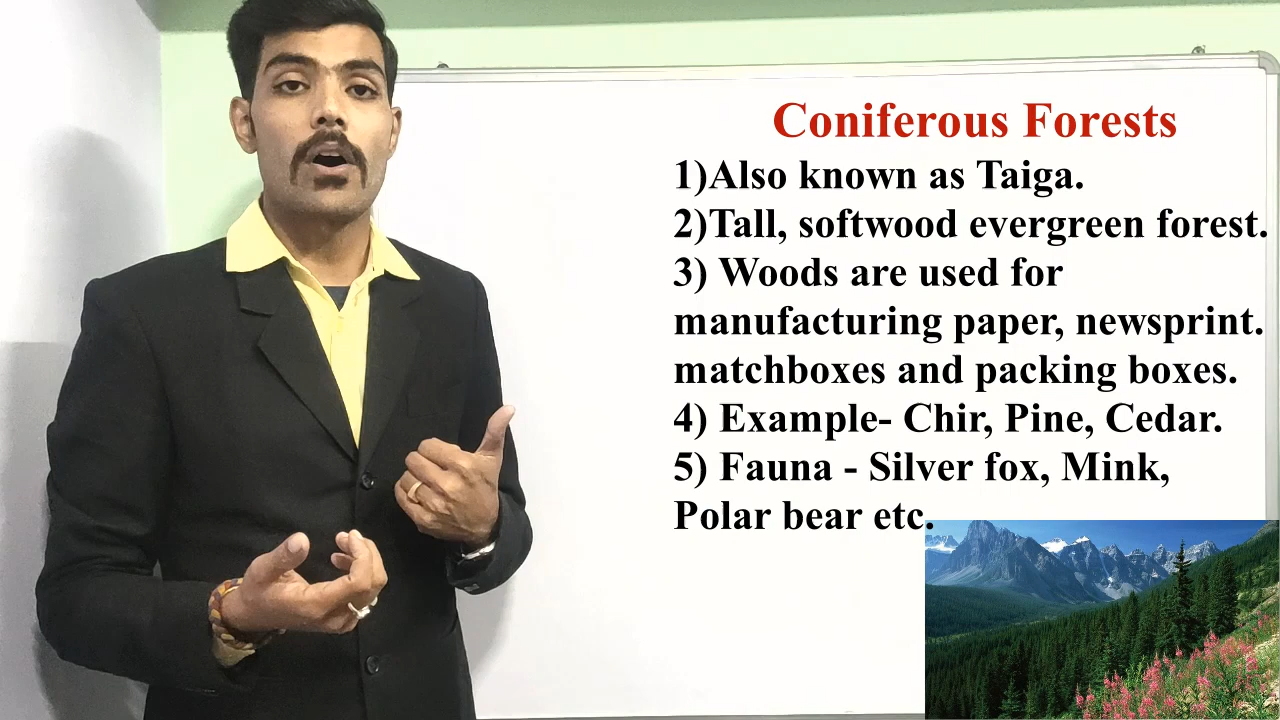 Coniferous Forests
1)Also known as Taiga.
2)Tall, softwood evergreen forest.
3) Woods are used for
manufacturing paper, newsprint.
matchboxes and packing boxes.
4) Example- Chir, Pine, Cedar.
5) Fauna - Silver fox, Mink,
Polar bear etc.